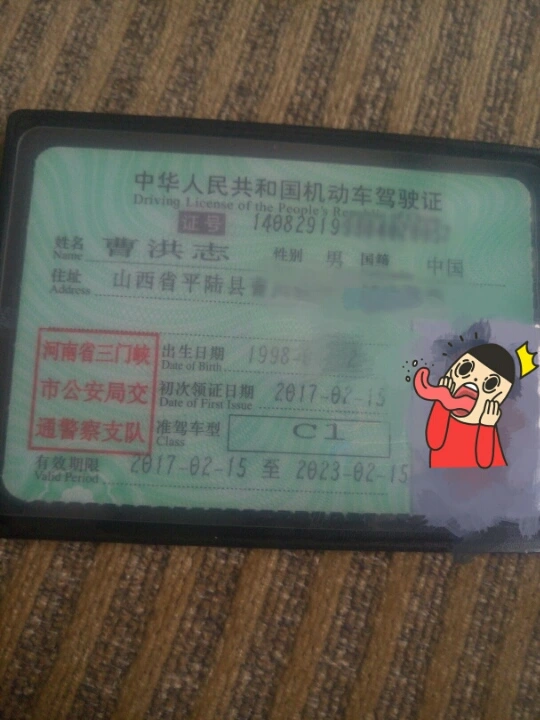 中华人民共和国机动车驾驶证
Driving License of the People's
证号 14082919
姓名 曹洪志 性别 男 国籍 中国
Name
住址 山西省平陆县
Address
河南省三门峡
市公安局交
通警察支队
出生日期 1998-
Date of Birth
初次领证日期 2017-02-15
Date of First Issue
准驾车型 C1
Class
有效期限 2017-02-15 至 2023-02-15
Valid Period